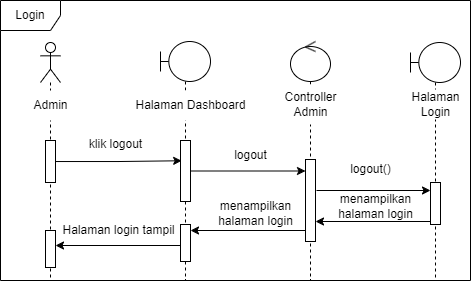 Login
Admin
Halaman Dashboard
Controller
Admin
Halaman
Login
klik logout
logout
logout()
menampilkan
halaman login
menampilkan
halaman login
Halaman login tampil